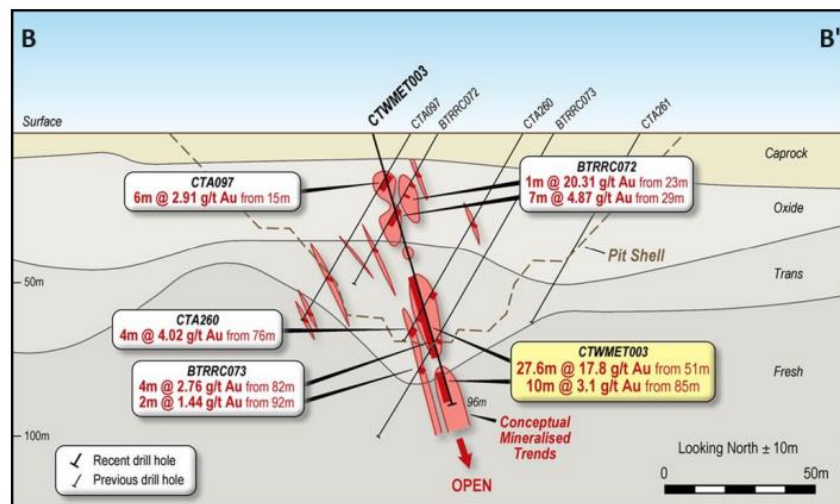 B
B'
CTWMET003
CTA097
BTRRC072
CTA260
BTRRC073
CTA261
Surface
Caprock
CTA097
6m @ 2.91 g/t Au from 15m
BTRRC072
1m @ 20.31 g/t Au from 23m
7m @ 4.87 g/t Au from 29m
Oxide
Pit Shell
Trans
50m
CTA260
4m @ 4.02 g/t Au from 76m
CTWMET003
27.6m @ 17.8 g/t Au from 51m
10m @ 3.1 g/t Au from 85m
BTRRC073
4m @ 2.76 g/t Au from 82m
2m @ 1.44 g/t Au from 92m
Fresh
96m
Conceptual
Mineralised
Trends
100m
Looking North ± 10m
Recent drill hole
Previous drill hole
OPEN
0
50m